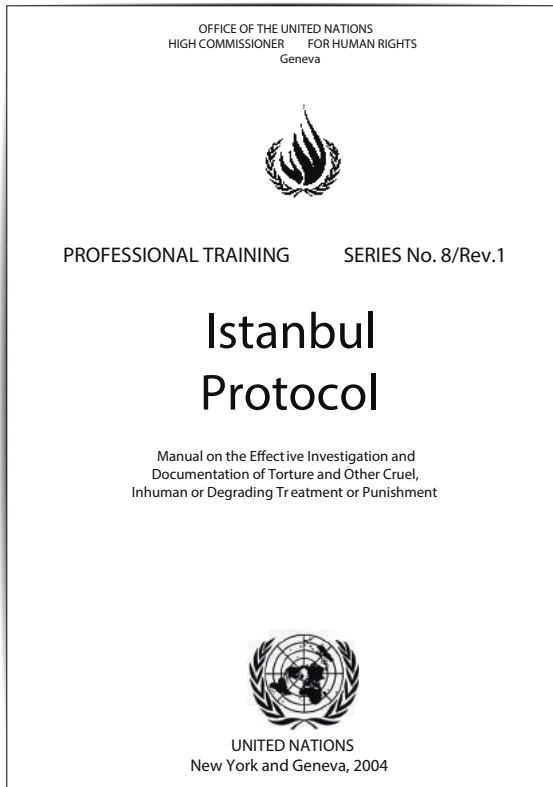 OFFICE OF THE UNITED NATIONS
HIGH COMMISSIONER FOR HUMAN RIGHTS
Geneva
PROFESSIONAL TRAINING SERIES No. 8/Rev.1
Istanbul
Protocol
Manual on the Effective Investigation and
Documentation of Torture and Other Cruel,
Inhuman or Degrading Treatment or Punishment
UNITED NATIONS
New York and Geneva, 2004